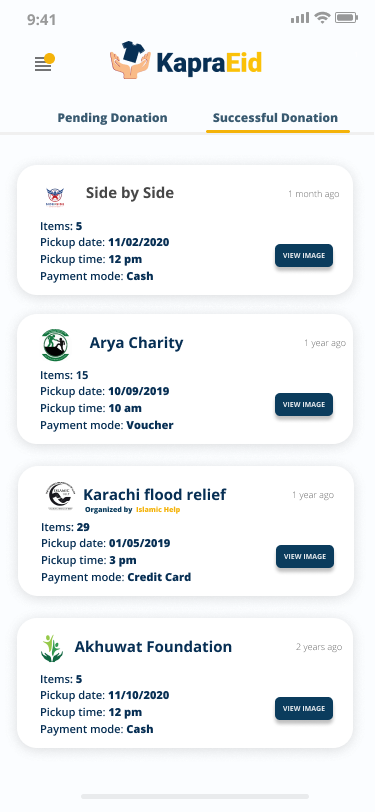 9:41
KapraEid
Pending Donation
Successful Donation
Side by Side
1 month ago
Items: 5
Pickup date: 11/02/2020
Pickup time: 12 pm
Payment mode: Cash
VIEW IMAGE
Arya Charity
1 year ago
Items: 15
Pickup date: 10/09/2019
Pickup time: 10 am
Payment mode: Voucher
VIEW IMAGE
Karachi flood relief
1 year ago
Organized by Islamic Help
Items: 29
Pickup date: 01/05/2019
Pickup time: 3 pm
Payment mode: Credit Card
VIEW IMAGE
Akhuwat Foundation
2 years ago
Items: 5
Pickup date: 11/10/2020
Pickup time: 12 pm
Payment mode: Cash
VIEW IMAGE